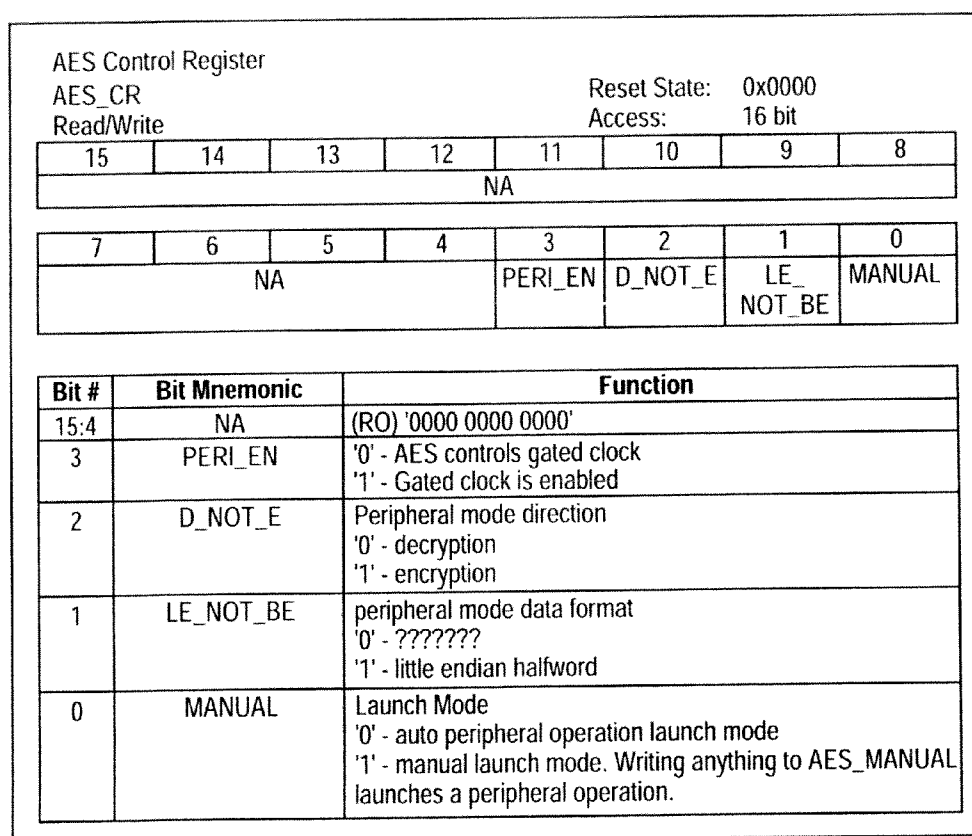 AES Control Register
AES_CR Reset State: 0x0000
Read/Write Access: 16 bit
15 14 13 12 11 10 9 8
NA
7 6 5 4 3 2 1 0
NA PERI_EN D_NOT_E LE_ MANUAL
NOT_BE
Bit # Bit Mnemonic Function
15:4 NA (RO) '0000 0000 0000'
3 PERI_EN '0' - AES controls gated clock
'1' - Gated clock is enabled
2 D_NOT_E Peripheral mode direction
'0' - decryption
'1' - encryption
1 LE_NOT_BE peripheral mode data format
'0' - ???????
'1' - little endian halfword
0 MANUAL Launch Mode
'0' - auto peripheral operation launch mode
'1' - manual launch mode. Writing anything to AES_MANUAL
launches a peripheral operation.